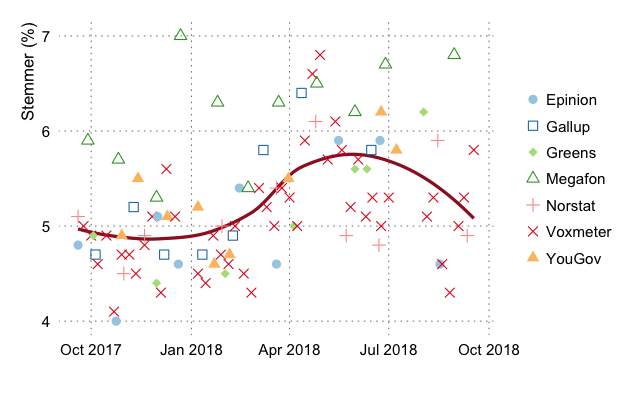 Stemmer (%)
7
6
5
4
Oct 2017
Jan 2018
Apr 2018
Jul 2018
Oct 2018
Epinion
Gallup
Greens
Megafon
Norstat
Voxmeter
YouGov